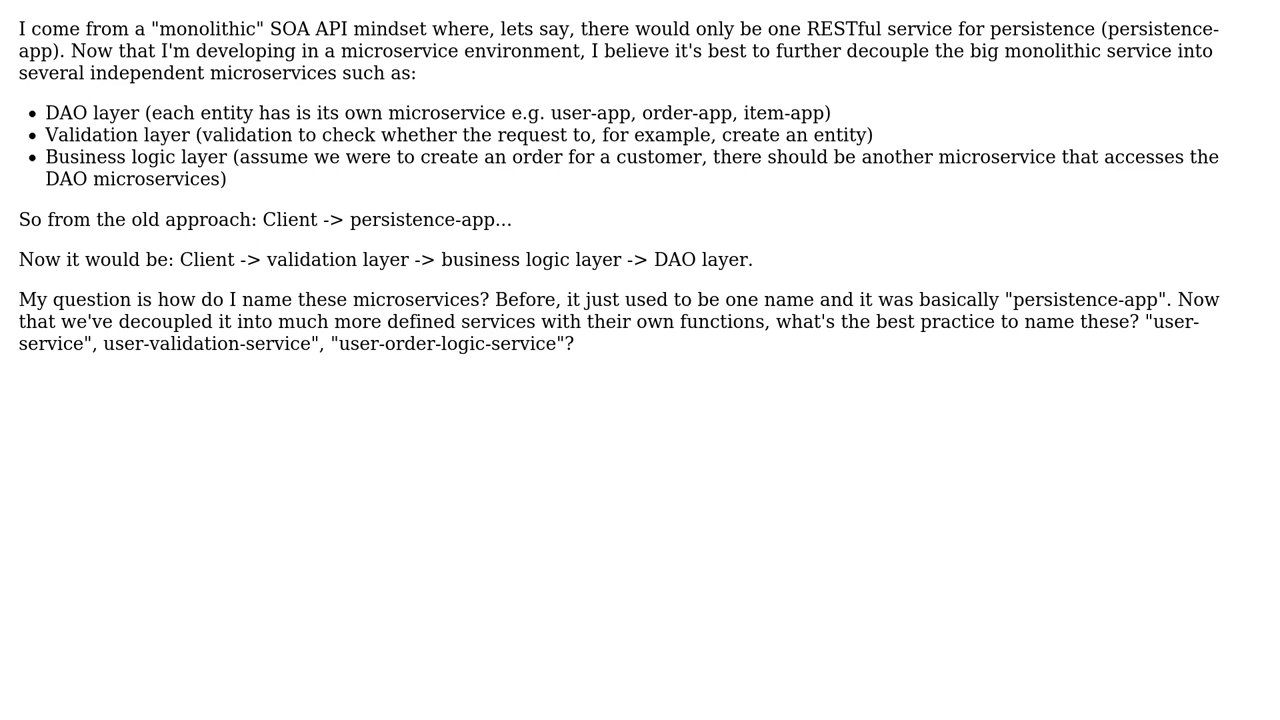 I come from a "monolithic" SOA API mindset where, lets say, there would only be one RESTful service for persistence (persistence-
app). Now that I'm developing in a microservice environment, I believe it's best to further decouple the big monolithic service into
several independent microservices such as:
• DAO layer (each entity has is its own microservice e.g. user-app, order-app, item-app)
• Validation layer (validation to check whether the request to, for example, create an entity)
• Business logic layer (assume we were to create an order for a customer, there should be another microservice that accesses the
DAO microservices)
So from the old approach: Client -> persistence-app...
Now it would be: Client -> validation layer -> business logic layer -> DAO layer.
My question is how do I name these microservices? Before, it just used to be one name and it was basically "persistence-app". Now
that we've decoupled it into much more defined services with their own functions, what's the best practice to name these? "user-
service", user-validation-service", "user-order-logic-service"?